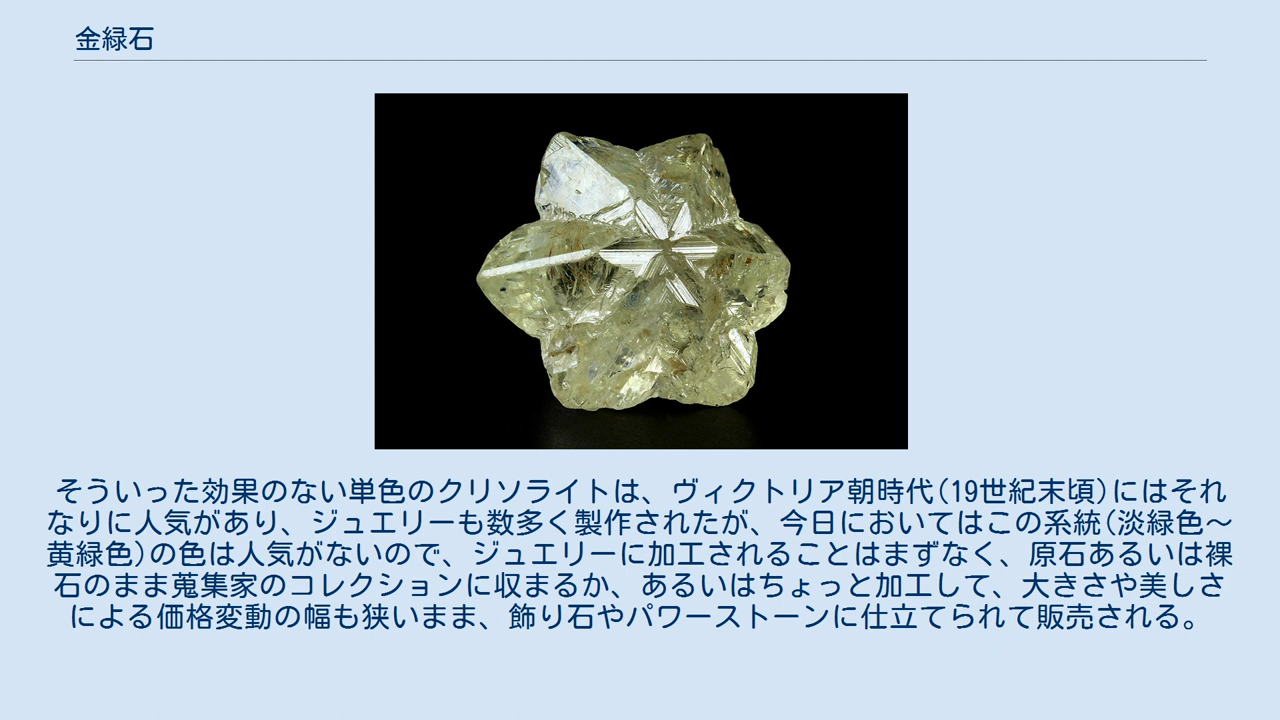 金緑石
そういった効果のない単色のクリソライトは、ヴィクトリア朝時代(19世紀末頃)にはそれ
なりに人気があり、ジュエリーも数多く製作されたが、今日においてはこの系統(淡緑色〜
黄緑色)の色は人気がないので、ジュエリーに加工されることはまずなく、原石あるいは裸
石のまま蒐集家のコレクションに収まるか、あるいはちょっと加工して、大きさや美しさ
による価格変動の幅も狭いまま、飾り石やパワーストーンに仕立てられて販売される。